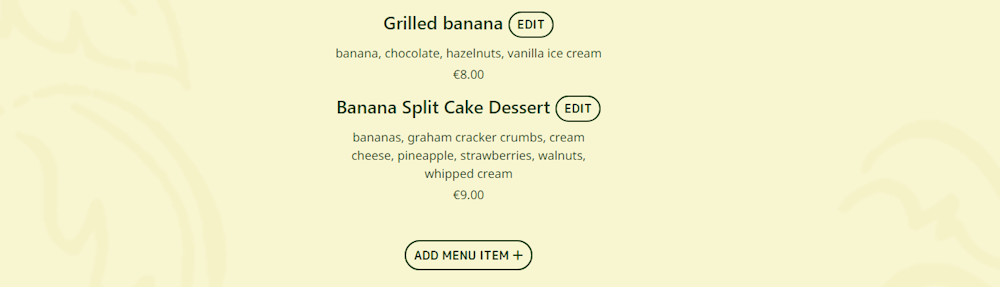 Grilled banana EDIT
banana, chocolate, hazelnuts, vanilla ice cream
€8.00
Banana Split Cake Dessert EDIT
bananas, graham cracker crumbs, cream
cheese, pineapple, strawberries, walnuts,
whipped cream
€9.00
ADD MENU ITEM +